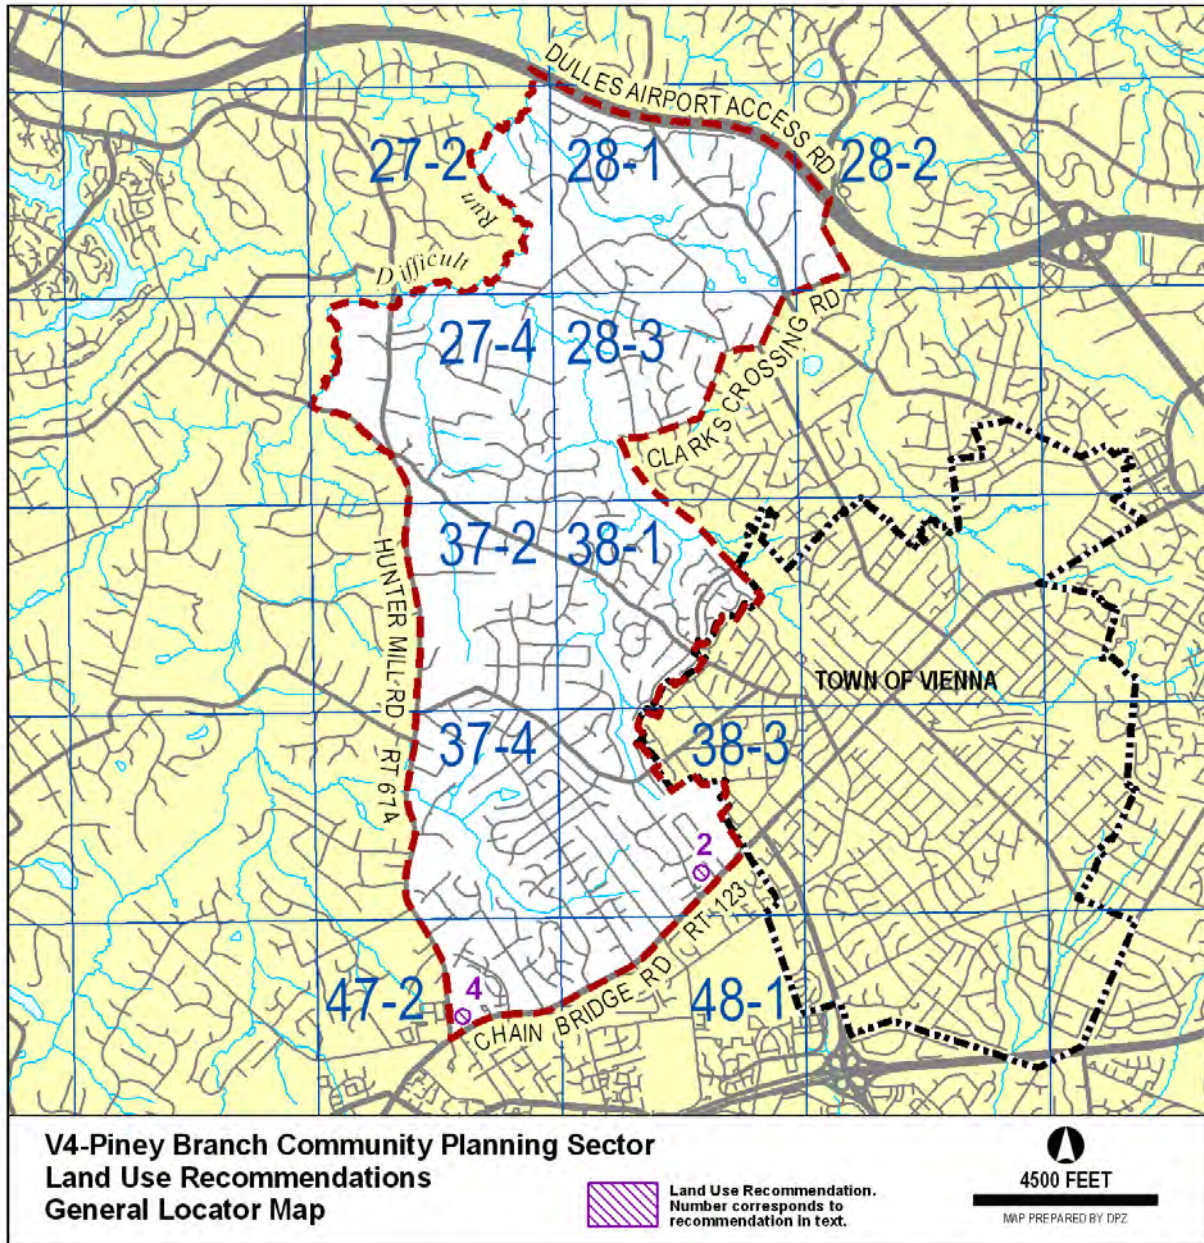 DULLES AIRPORT ACCESS RD
27-2
28-1
28-2
Difficult Run
27-4
28-3
CLARKS CROSSING RD
37-2
38-1
HUNTER MILL RD RT 674
TOWN OF VIENNA
37-4
38-3
2
47-2
4
CHAIN BRIDGE RD RT 123
48-1
V4-Piney Branch Community Planning Sector
Land Use Recommendations
General Locator Map
Land Use Recommendation.
Number corresponds to
recommendation in text.
4500 FEET
MAP PREPARED BY DPZ